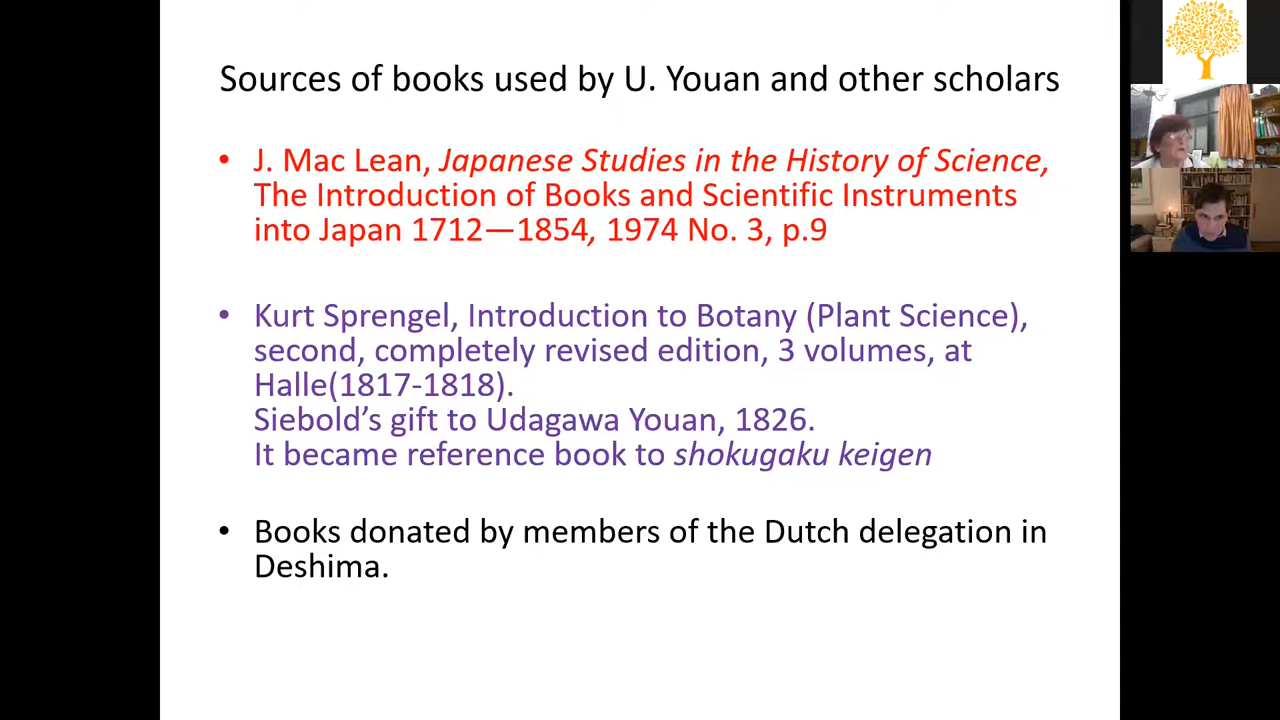 Sources of books used by U. Youan and other scholars
• J. Mac Lean, Japanese Studies in the History of Science,
The Introduction of Books and Scientific Instruments
into Japan 1712—1854, 1974 No. 3, p.9
• Kurt Sprengel, Introduction to Botany (Plant Science),
second, completely revised edition, 3 volumes, at
Halle(1817-1818).
Siebold's gift to Udagawa Youan, 1826.
It became reference book to shokugaku keigen
• Books donated by members of the Dutch delegation in
Deshima.